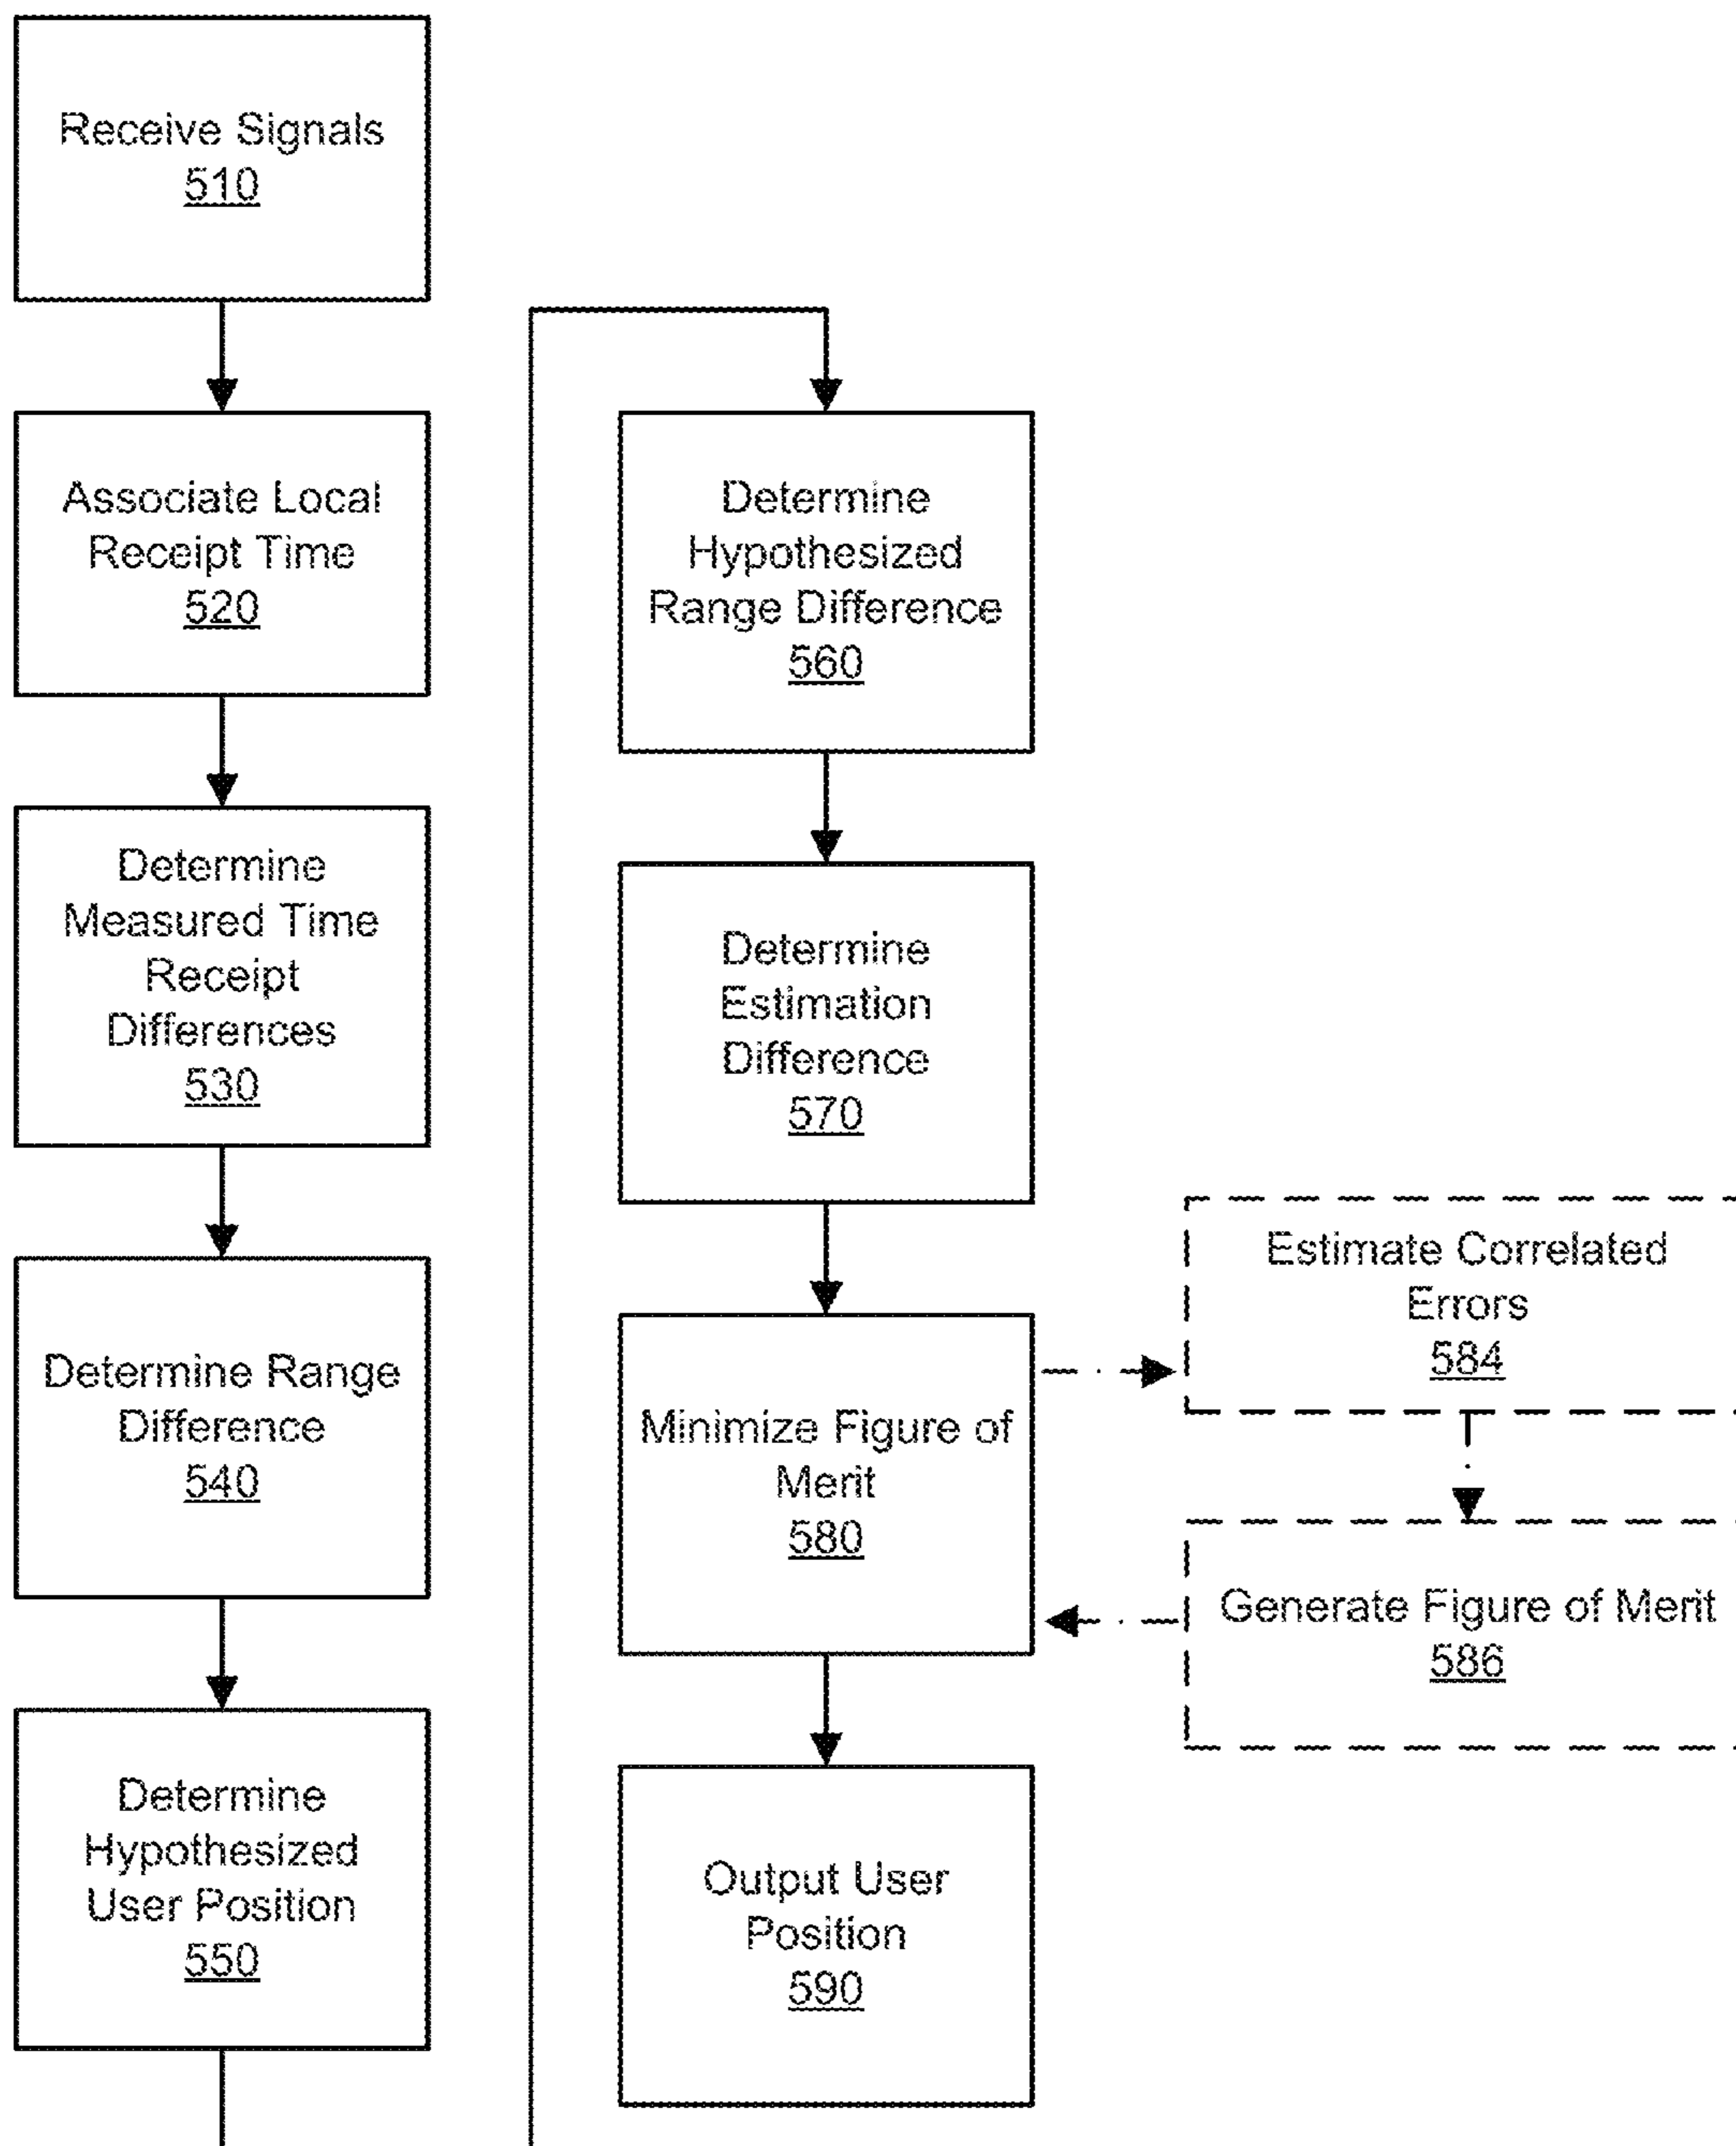 Receive Signals
510
Associate Local
Receipt Time
520
Determine
Measured Time
Receipt
Differences
530
Determine Range
Difference
540
Determine
Hypothesized
User Position
550
Determine
Hypothesized
Range Difference
560
Determine
Estimation
Difference
570
Minimize Figure of
Merit
580
Estimate Correlated
Errors
584
Generate Figure of Merit
586
Output User
Position
590